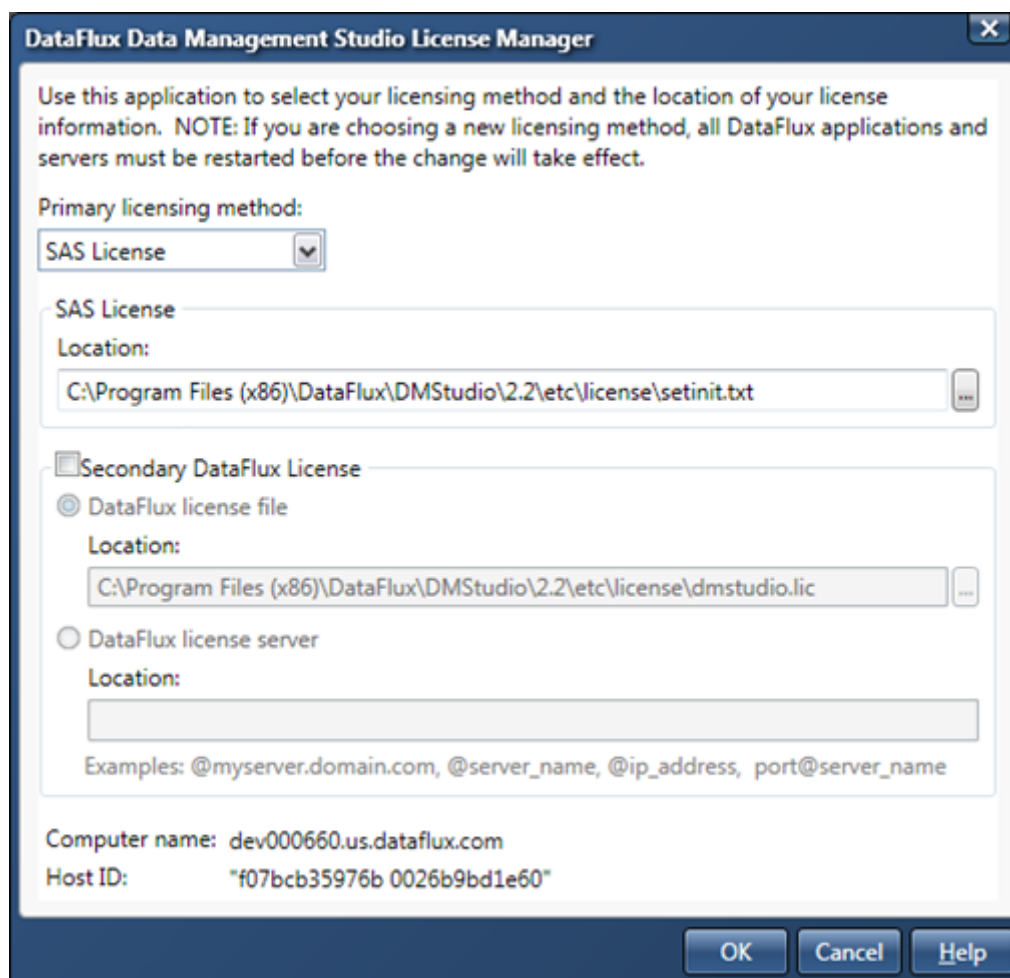 DataFlux Data Management Studio License Manager
Use this application to select your licensing method and the location of your license
information. NOTE: If you are choosing a new licensing method, all DataFlux applications and
servers must be restarted before the change will take effect.
Primary licensing method:
SAS License
SAS License
Location:
C:\Program Files (x86)\DataFlux\DMStudio\2.2\etc\license\setinit.txt
...
Secondary DataFlux License
DataFlux license file
Location:
C:\Program Files (x86)\DataFlux\DMStudio\2.2\etc\license\dmstudio.lic
...
DataFlux license server
Location:
Examples: @myserver.domain.com, @server_name, @ip_address, port@server_name
Computer name: dev000660.us.dataflux.com
Host ID: "f07bcb35976b 0026b9bd1e60"
OK Cancel Help